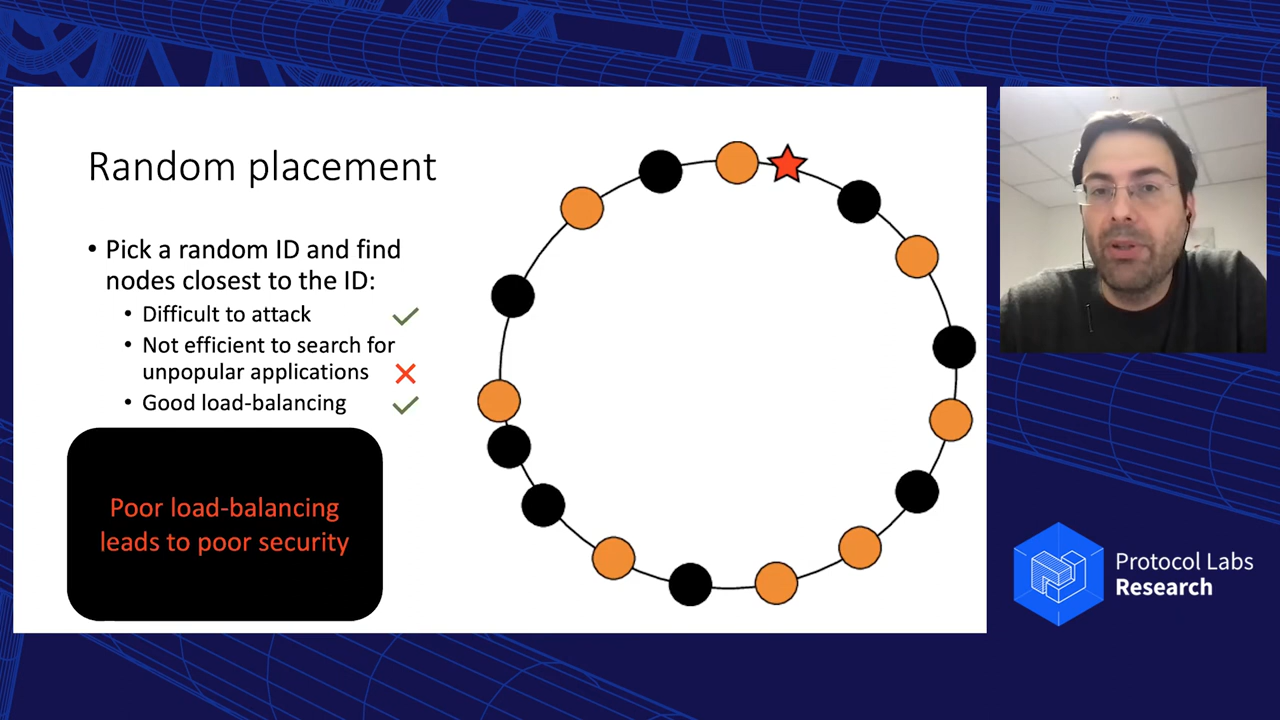 Random placement
• Pick a random ID and find
nodes closest to the ID:
• Difficult to attack
• Not efficient to search for
unpopular applications
• Good load-balancing
Poor load-balancing
leads to poor security
Protocol Labs
Research